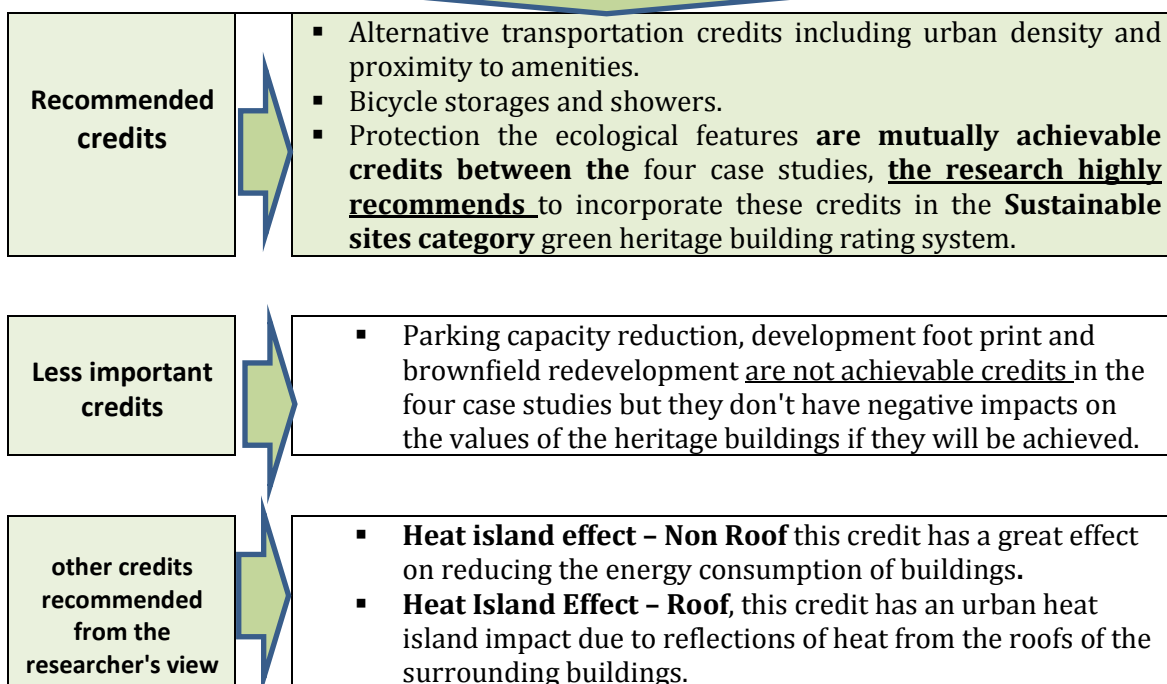 Recommended
credits
▪ Alternative transportation credits including urban density and
proximity to amenities.
▪ Bicycle storages and showers.
▪ Protection the ecological features are mutually achievable
credits between the four case studies, the research highly
recommends to incorporate these credits in the Sustainable
sites category green heritage building rating system.
Less important
credits
▪ Parking capacity reduction, development foot print and
brownfield redevelopment are not achievable credits in the
four case studies but they don't have negative impacts on
the values of the heritage buildings if they will be achieved.
other credits
recommended
from the
researcher's view
▪ Heat island effect – Non Roof this credit has a great effect
on reducing the energy consumption of buildings.
▪ Heat Island Effect – Roof, this credit has an urban heat
island impact due to reflections of heat from the roofs of the
surrounding buildings.